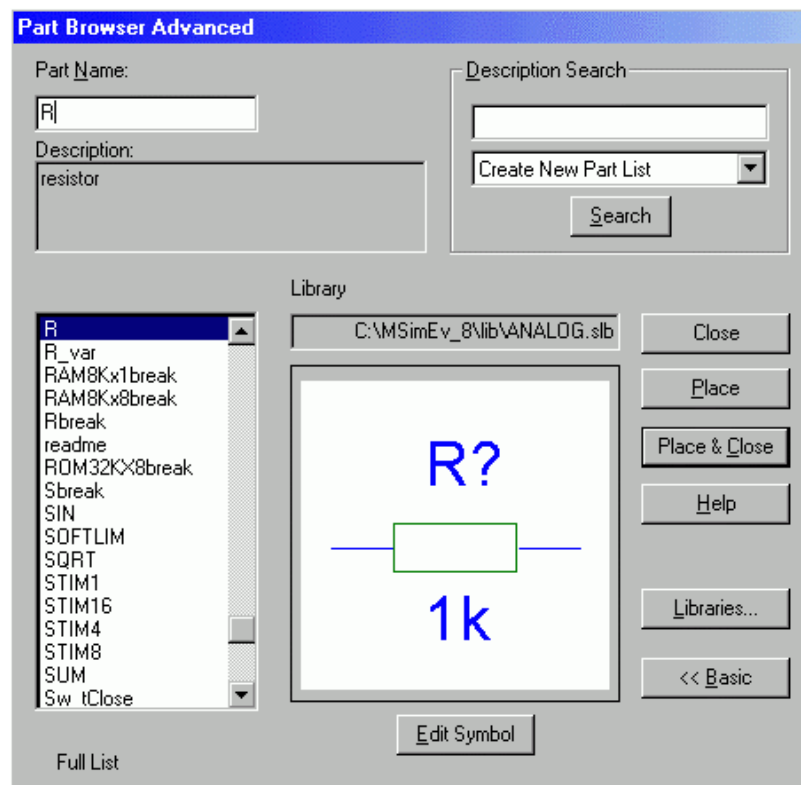 Part Browser Advanced
Part Name:
R
Description:
resistor
Description Search
Create New Part List
Search
Library
C:\MSimEv_8\lib\ANALOG.slb
R
R_var
RAM8Kx1break
RAM8Kx8break
Rbreak
readme
ROM32KX8break
Sbreak
SIN
SOFTLIM
SQRT
STIM1
STIM16
STIM4
STIM8
SUM
Sw_tClose
Full List
R?
1k
Edit Symbol
Close
Place
Place & Close
Help
Libraries...
<< Basic